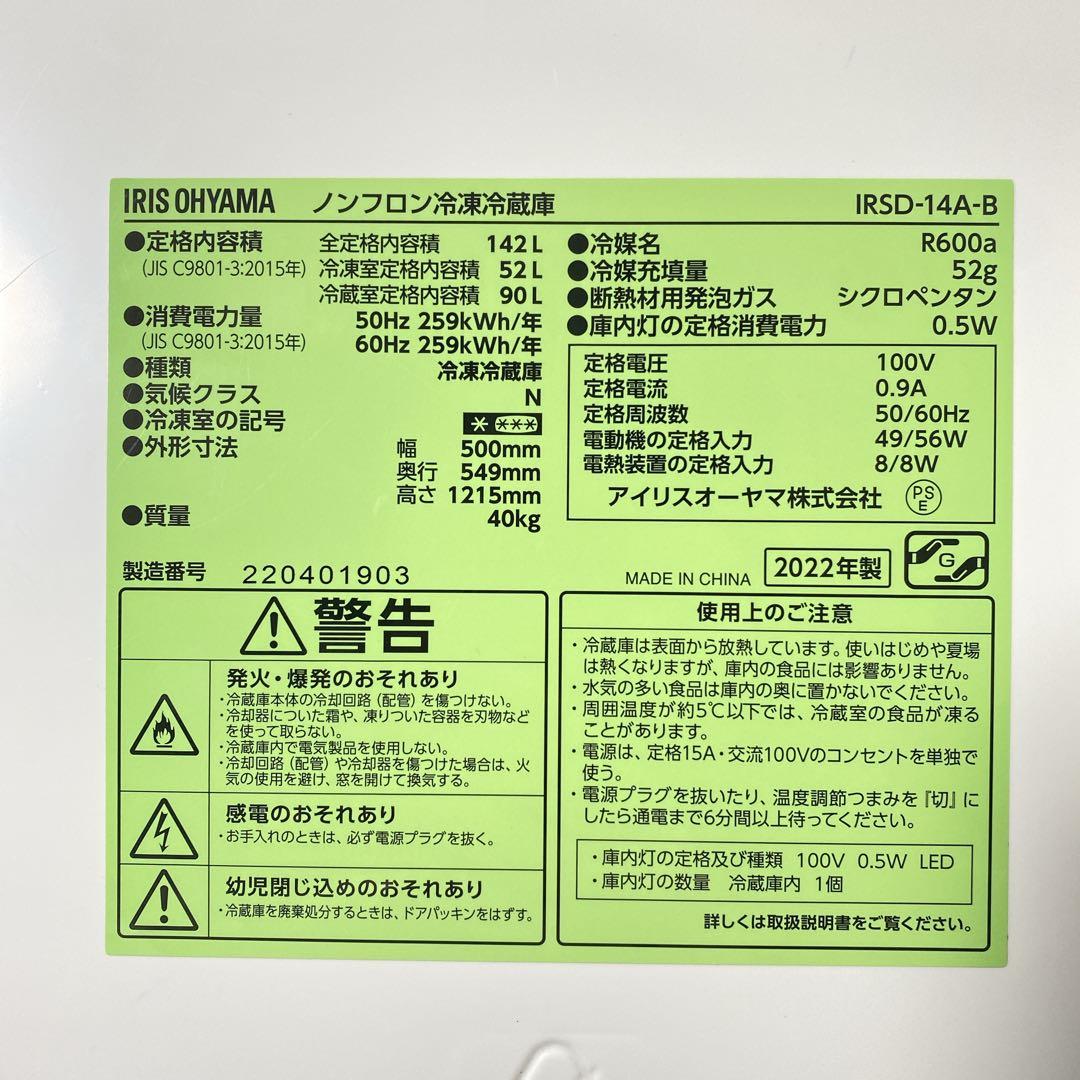 IRIS OHYAMA ノンフロン冷凍冷蔵庫 IRSD-14A-B
●定格内容積 全定格内容積 142L
(JIS C9801-3:2015年) 冷凍室定格内容積 52L
冷蔵室定格内容積 90L
●消費電力量 50Hz 259kWh/年
(JIS C9801-3:2015年) 60Hz 259kWh/年
●種類 冷凍冷蔵庫
●気候クラス N
●冷凍室の記号 * ***
●外形寸法 幅 500mm
奥行 549mm
高さ 1215mm
●質量 40kg
●冷媒名 R600a
●冷媒充填量 52g
●断熱材用発泡ガス シクロペンタン
●庫内灯の定格消費電力 0.5W
定格電圧 100V
定格電流 0.9A
定格周波数 50/60Hz
電動機の定格入力 49/56W
電熱装置の定格入力 8/8W
アイリスオーヤマ株式会社 PSE
製造番号 220401903
MADE IN CHINA 2022年製 G
警告
発火・爆発のおそれあり
・冷蔵庫本体の冷却回路(配管)を傷つけない。
・冷却器についた霜や、凍りついた容器を刃物など
を使って取らない。
・冷蔵庫内で電気製品を使用しない。
・冷却回路(配管)や冷却器を傷つけた場合は、火
気の使用を避け、窓を開けて換気する。
感電のおそれあり
・お手入れのときは、必ず電源プラグを抜く。
幼児閉じ込めのおそれあり
・冷蔵庫を廃棄処分するときは、ドアパッキンをはずす。
使用上のご注意
・冷蔵庫は表面から放熱しています。使いはじめや夏場
は熱くなりますが、庫内の食品には影響ありません。
・水気の多い食品は庫内の奥に置かないでください。
・周囲温度が約5℃以下では、冷蔵室の食品が凍る
ことがあります。
・電源は、定格15A・交流100Vのコンセントを単独で
使う。
・電源プラグを抜いたり、温度調節つまみを『切』に
したら通電まで6分間以上待ってください。
・庫内灯の定格及び種類 100V 0.5W LED
・庫内灯の数量 冷蔵庫内 1個
詳しくは取扱説明書をご覧ください。